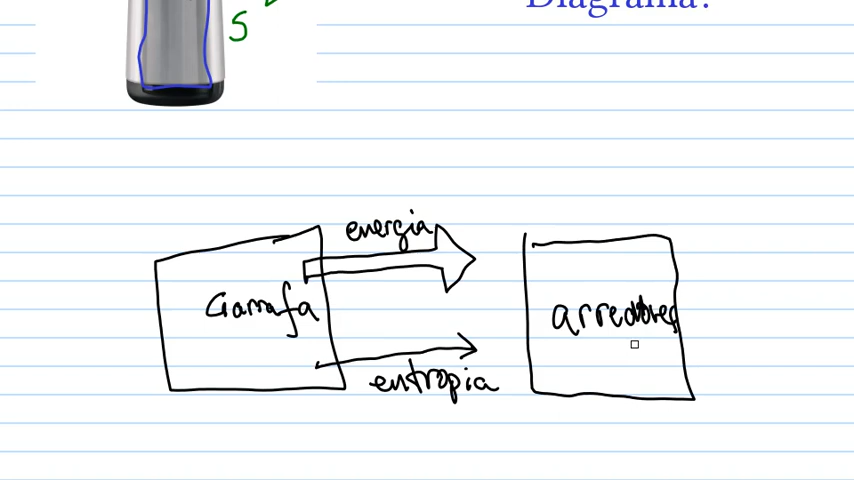 Diagrama?
S
energia
Garrafa
arredores
entropia